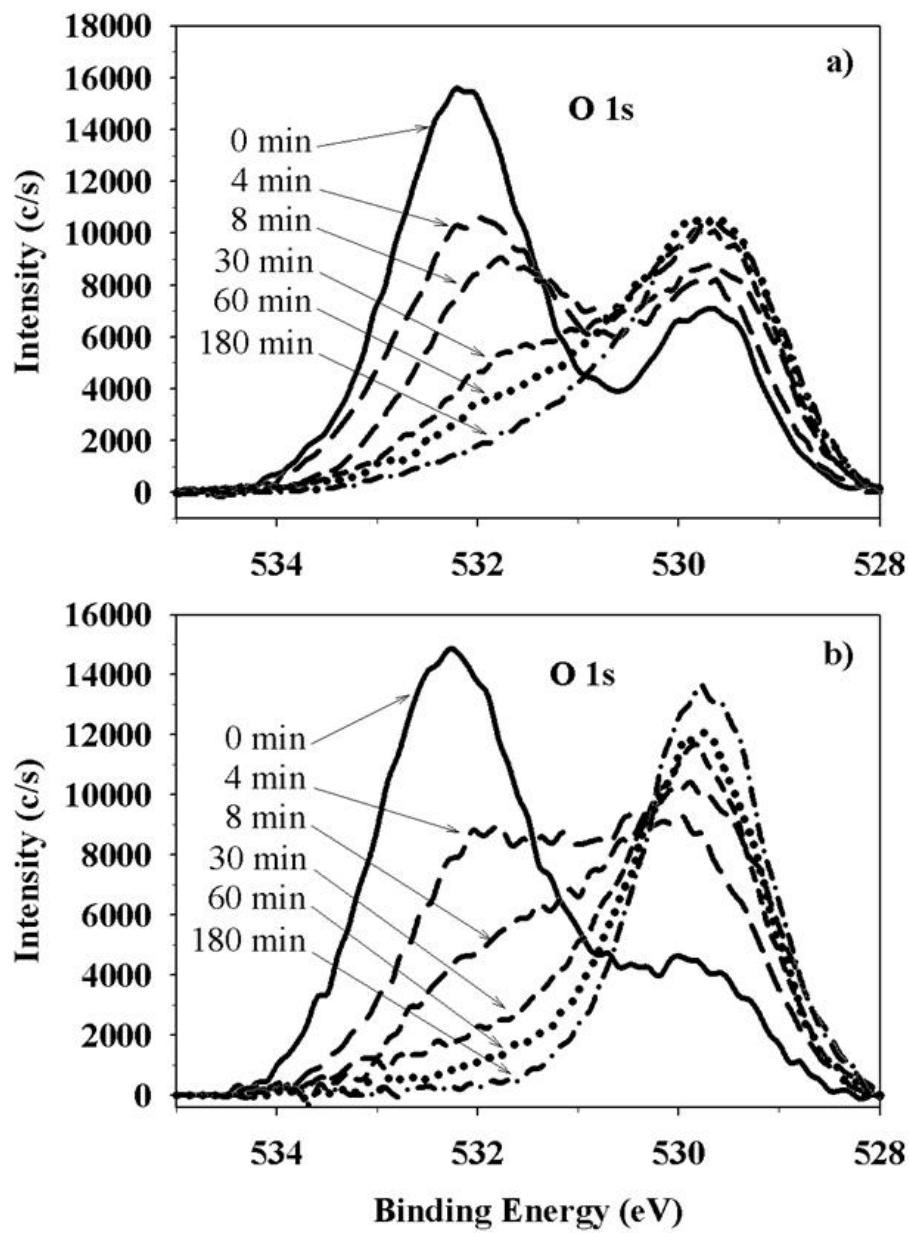 18000
16000
14000
12000
10000
8000
6000
4000
2000
0
Intensity (c/s)
a)
O 1s
0 min
4 min
8 min
30 min
60 min
180 min
534 532 530 528
16000
14000
12000
10000
8000
6000
4000
2000
0
Intensity (c/s)
b)
O 1s
0 min
4 min
8 min
30 min
60 min
180 min
534 532 530 528
Binding Energy (eV)